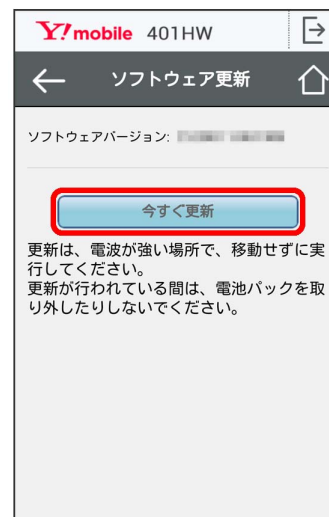 Y!mobile 401HW
ソフトウェア更新
ソフトウェアバージョン:
今すぐ更新
更新は、電波が強い場所で、移動せずに実
行してください。
更新が行われている間は、電池パックを取
り外したりしないでください。